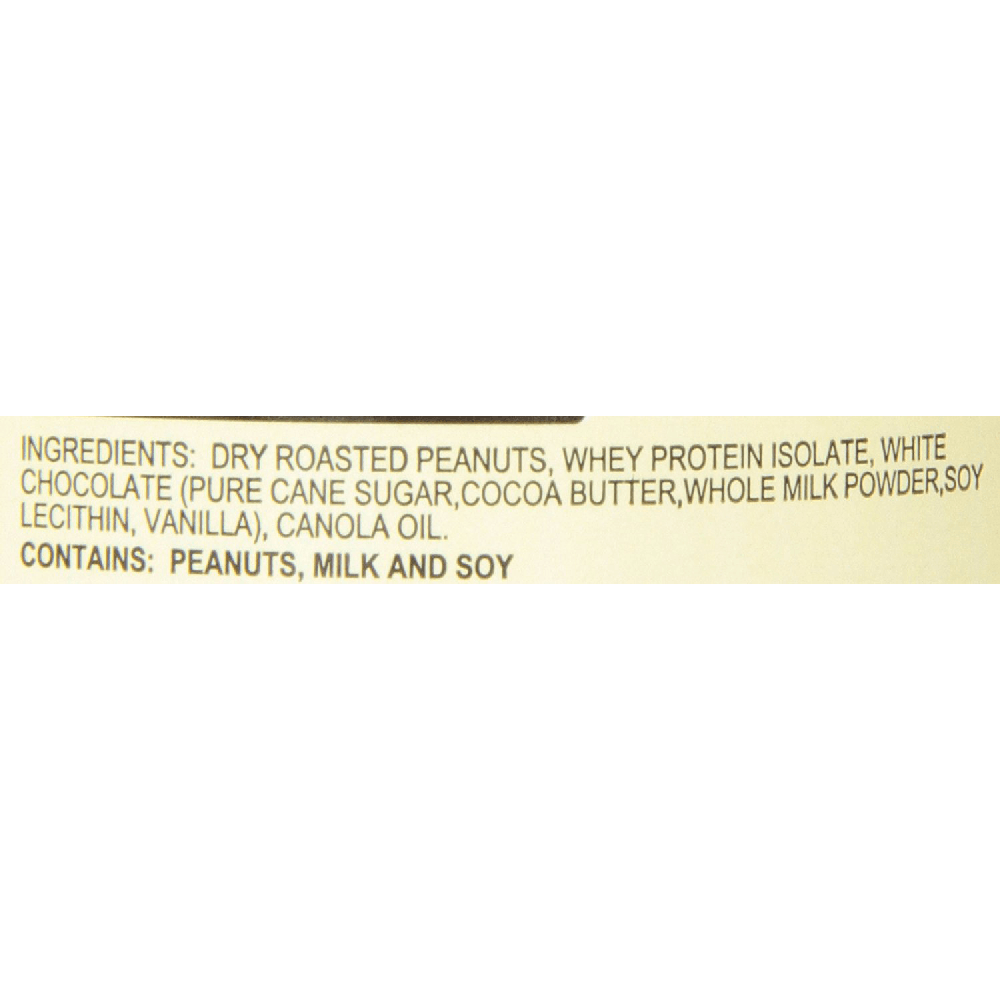 INGREDIENTS: DRY ROASTED PEANUTS, WHEY PROTEIN ISOLATE, WHITE
CHOCOLATE (PURE CANE SUGAR,COCOA BUTTER,WHOLE MILK POWDER,SOY
LECITHIN, VANILLA), CANOLA OIL.
CONTAINS: PEANUTS, MILK AND SOY